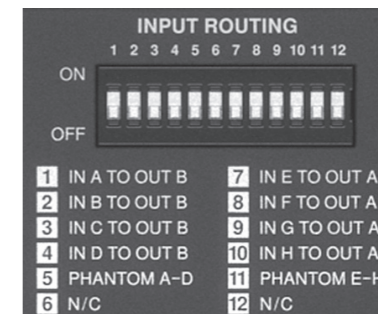 INPUT ROUTING
1 2 3 4 5 6 7 8 9 10 11 12
ON
OFF
1 IN A TO OUT B
2 IN B TO OUT B
3 IN C TO OUT B
4 IN D TO OUT B
5 PHANTOM A–D
6 N/C
7 IN E TO OUT A
8 IN F TO OUT A
9 IN G TO OUT A
10 IN H TO OUT A
11 PHANTOM E–H
12 N/C